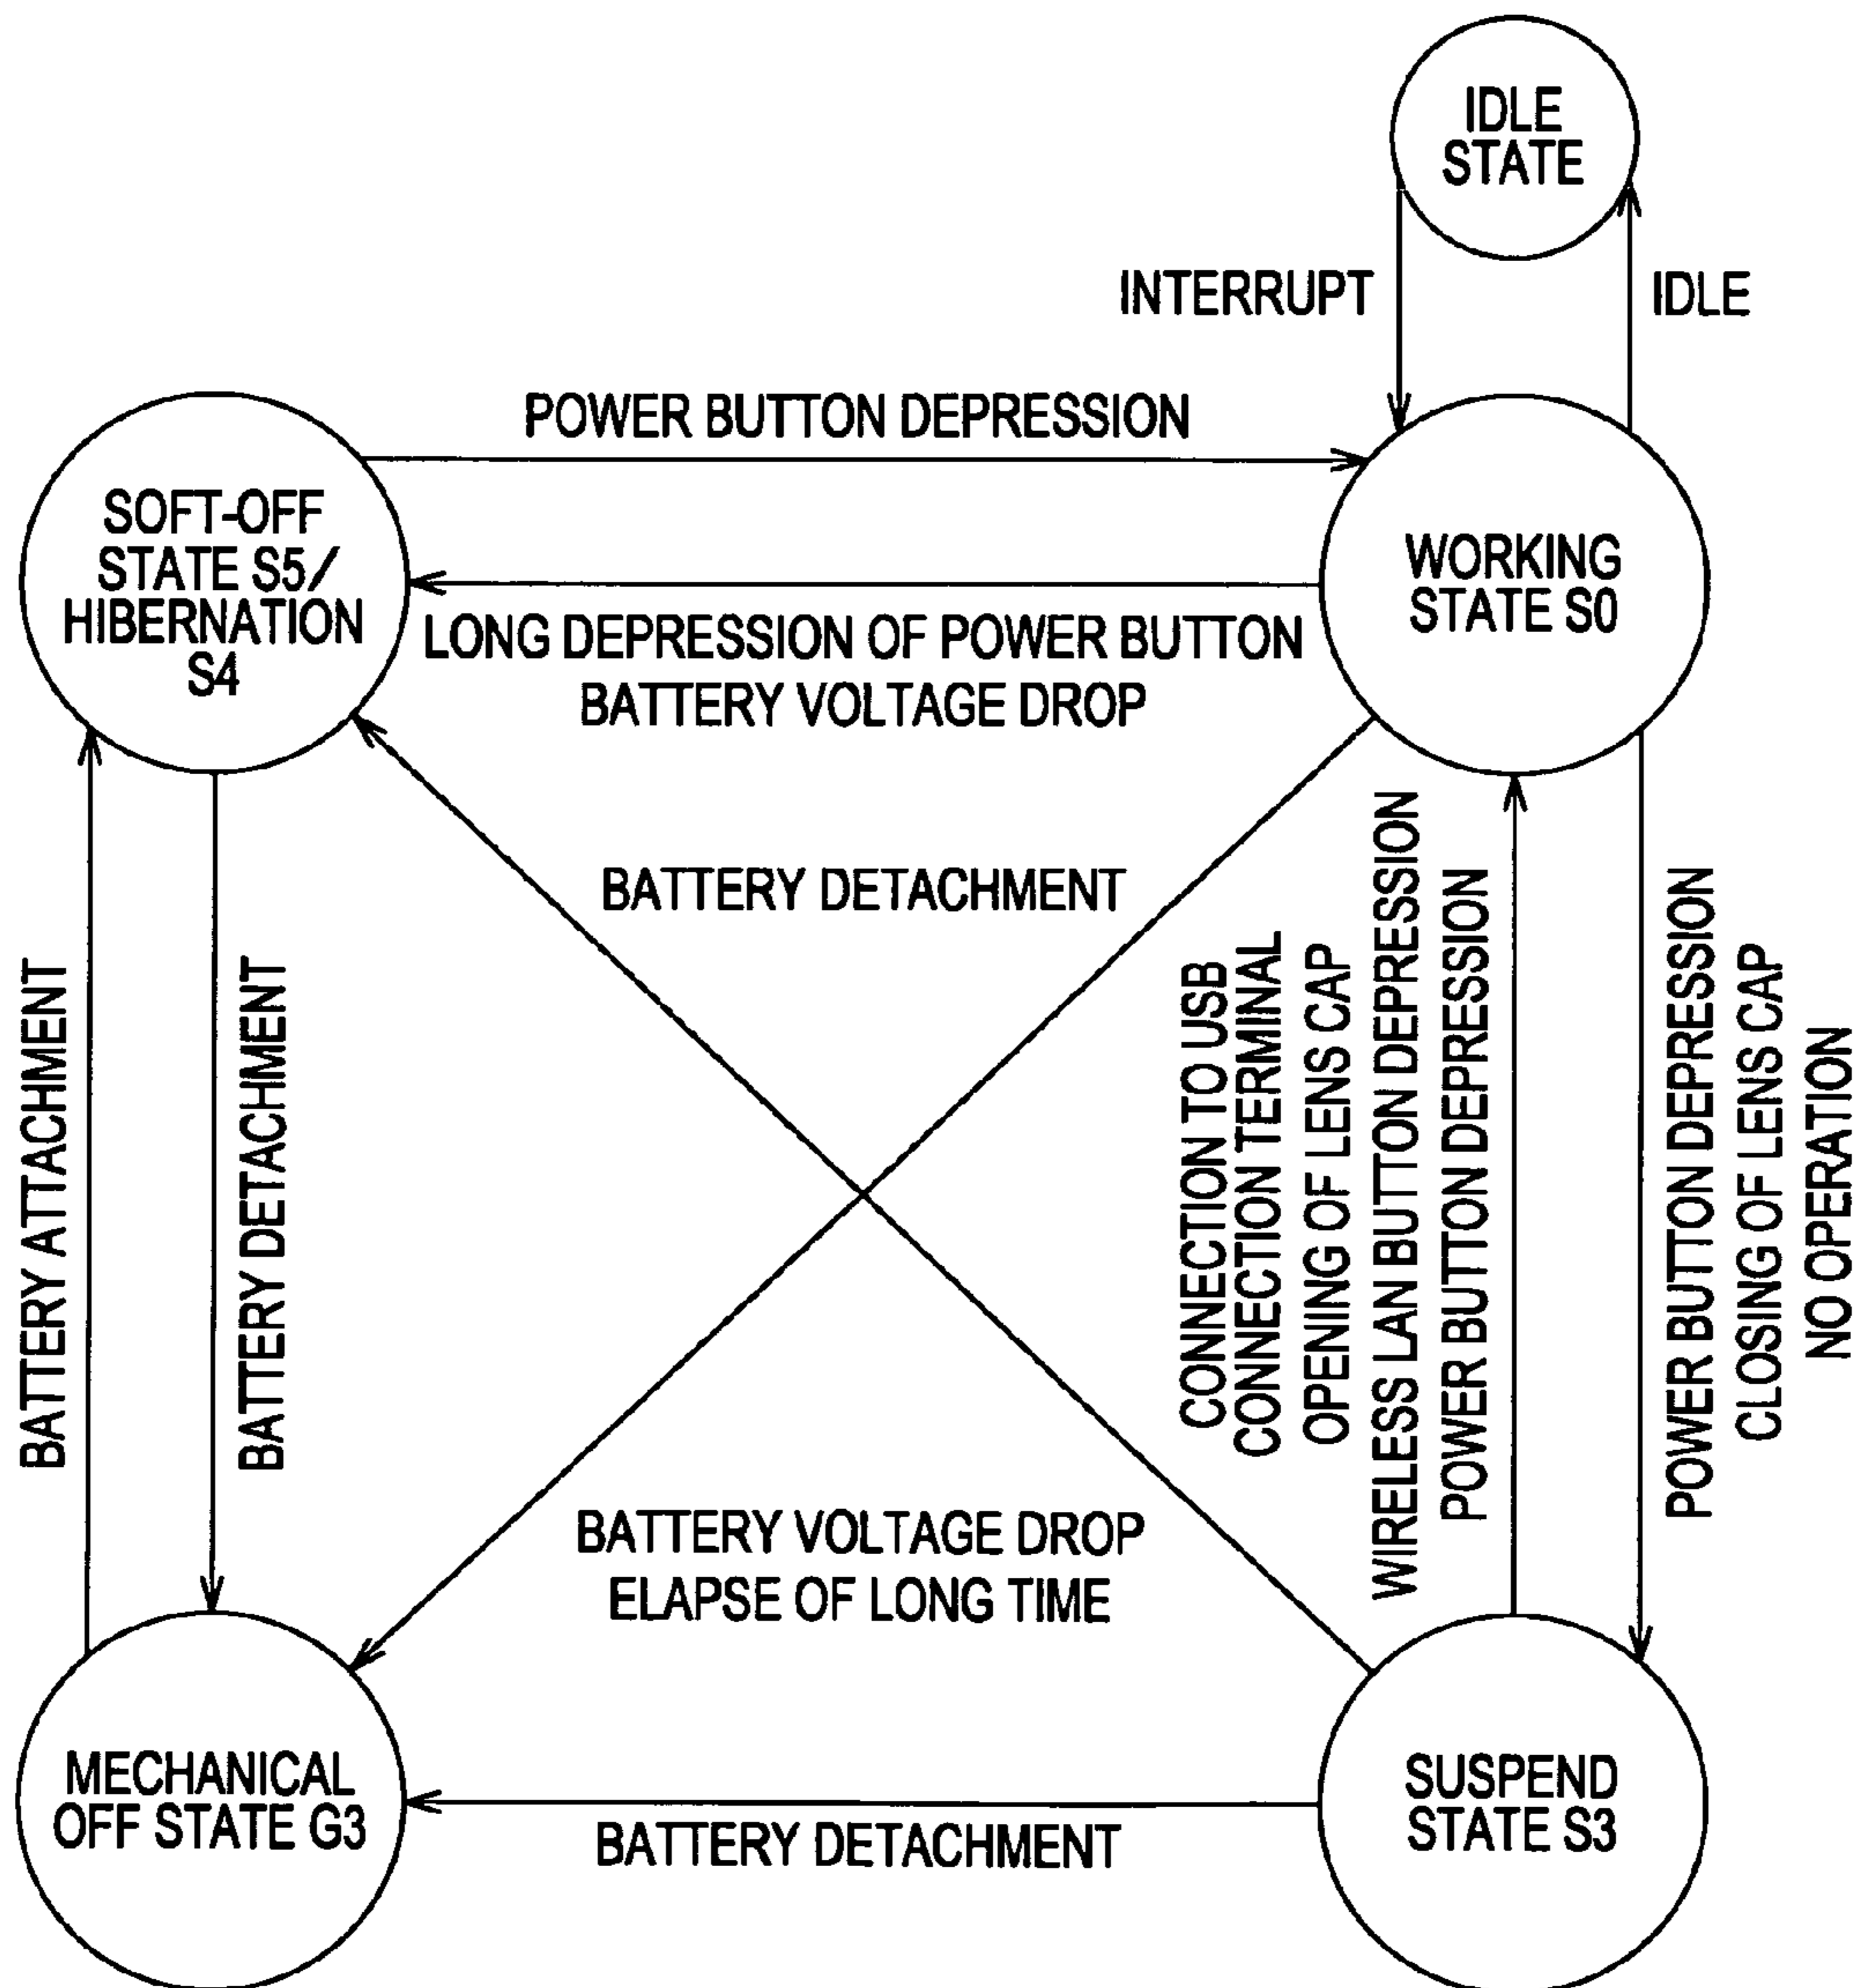 IDLE
STATE
INTERRUPT
IDLE
POWER BUTTON DEPRESSION
SOFT-OFF
STATE S5/
HIBERNATION
S4
WORKING
STATE S0
LONG DEPRESSION OF POWER BUTTON
BATTERY VOLTAGE DROP
BATTERY DETACHMENT
BATTERY ATTACHMENT
BATTERY DETACHMENT
CONNECTION TO USB
CONNECTION TERMINAL
OPENING OF LENS CAP
WIRELESS LAN BUTTON DEPRESSION
POWER BUTTON DEPRESSION
POWER BUTTON DEPRESSION
CLOSING OF LENS CAP
NO OPERATION
BATTERY VOLTAGE DROP
ELAPSE OF LONG TIME
MECHANICAL
OFF STATE G3
BATTERY DETACHMENT
SUSPEND
STATE S3